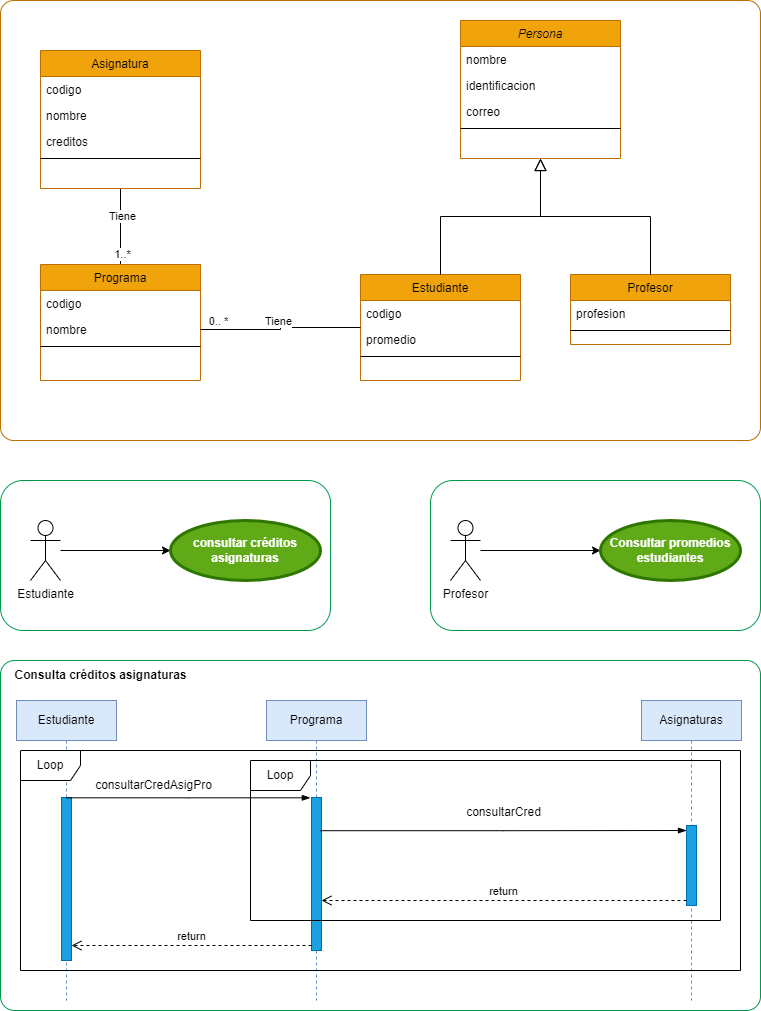 Persona
nombre
identificacion
correo
Asignatura
codigo
nombre
creditos
Tiene
1..*
Programa
codigo
nombre
0.. *
Tiene
Estudiante
codigo
promedio
Profesor
profesion
Estudiante
consultar créditos
asignaturas
Profesor
Consultar promedios
estudiantes
Consulta créditos asignaturas
Estudiante
Programa
Asignaturas
Loop
Loop
consultarCredAsigPro
consultarCred
return
return